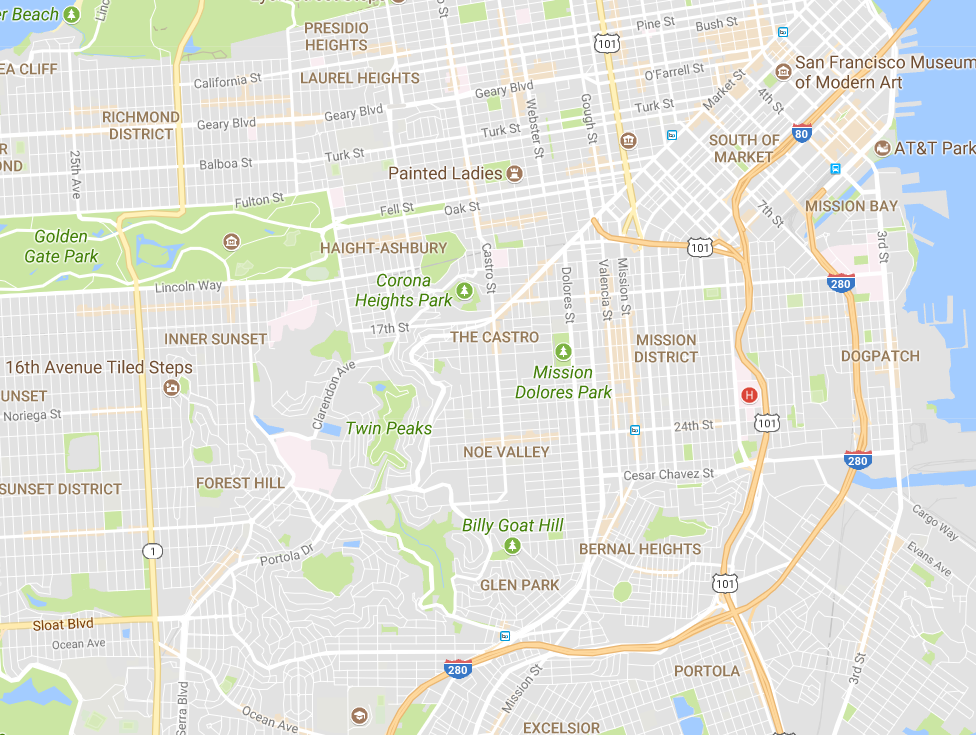 er Beach
Linc
PRESIDIO
HEIGHTS
Pine St
Bush St
101
EA CLIFF
California St
LAUREL HEIGHTS
O'Farrell St
San Francisco Museum
of Modern Art
Geary Blvd
Market St
4th St
RICHMOND
DISTRICT
Geary Blvd
Geary Blvd
Webster St
Gough St
Turk St
Turk St
80
R
OND
25th Ave
Balboa St
Turk St
SOUTH OF
MARKET
AT&T Park
Painted Ladies
Fulton St
Fell St
Oak St
7th St
MISSION BAY
Golden
Gate Park
HAIGHT-ASHBURY
101
3rd St
Castro St
Dolores St
Valencia St
Mission St
Corona
Heights Park
Lincoln Way
280
17th St
INNER SUNSET
THE CASTRO
MISSION
DISTRICT
DOGPATCH
16th Avenue Tiled Steps
Clarendon Ave
Mission
Dolores Park
UNSET
Noriega St
H
101
Twin Peaks
24th St
NOE VALLEY
280
Cesar Chavez St
SUNSET DISTRICT
FOREST HILL
Cargo Way
Billy Goat Hill
1
Portola Dr
BERNAL HEIGHTS
Evans Ave
GLEN PARK
101
Sloat Blvd
Ocean Ave
280
Mission St
PORTOLA
3rd St
Serra Blvd
Ocean Ave
EXCELSIOR